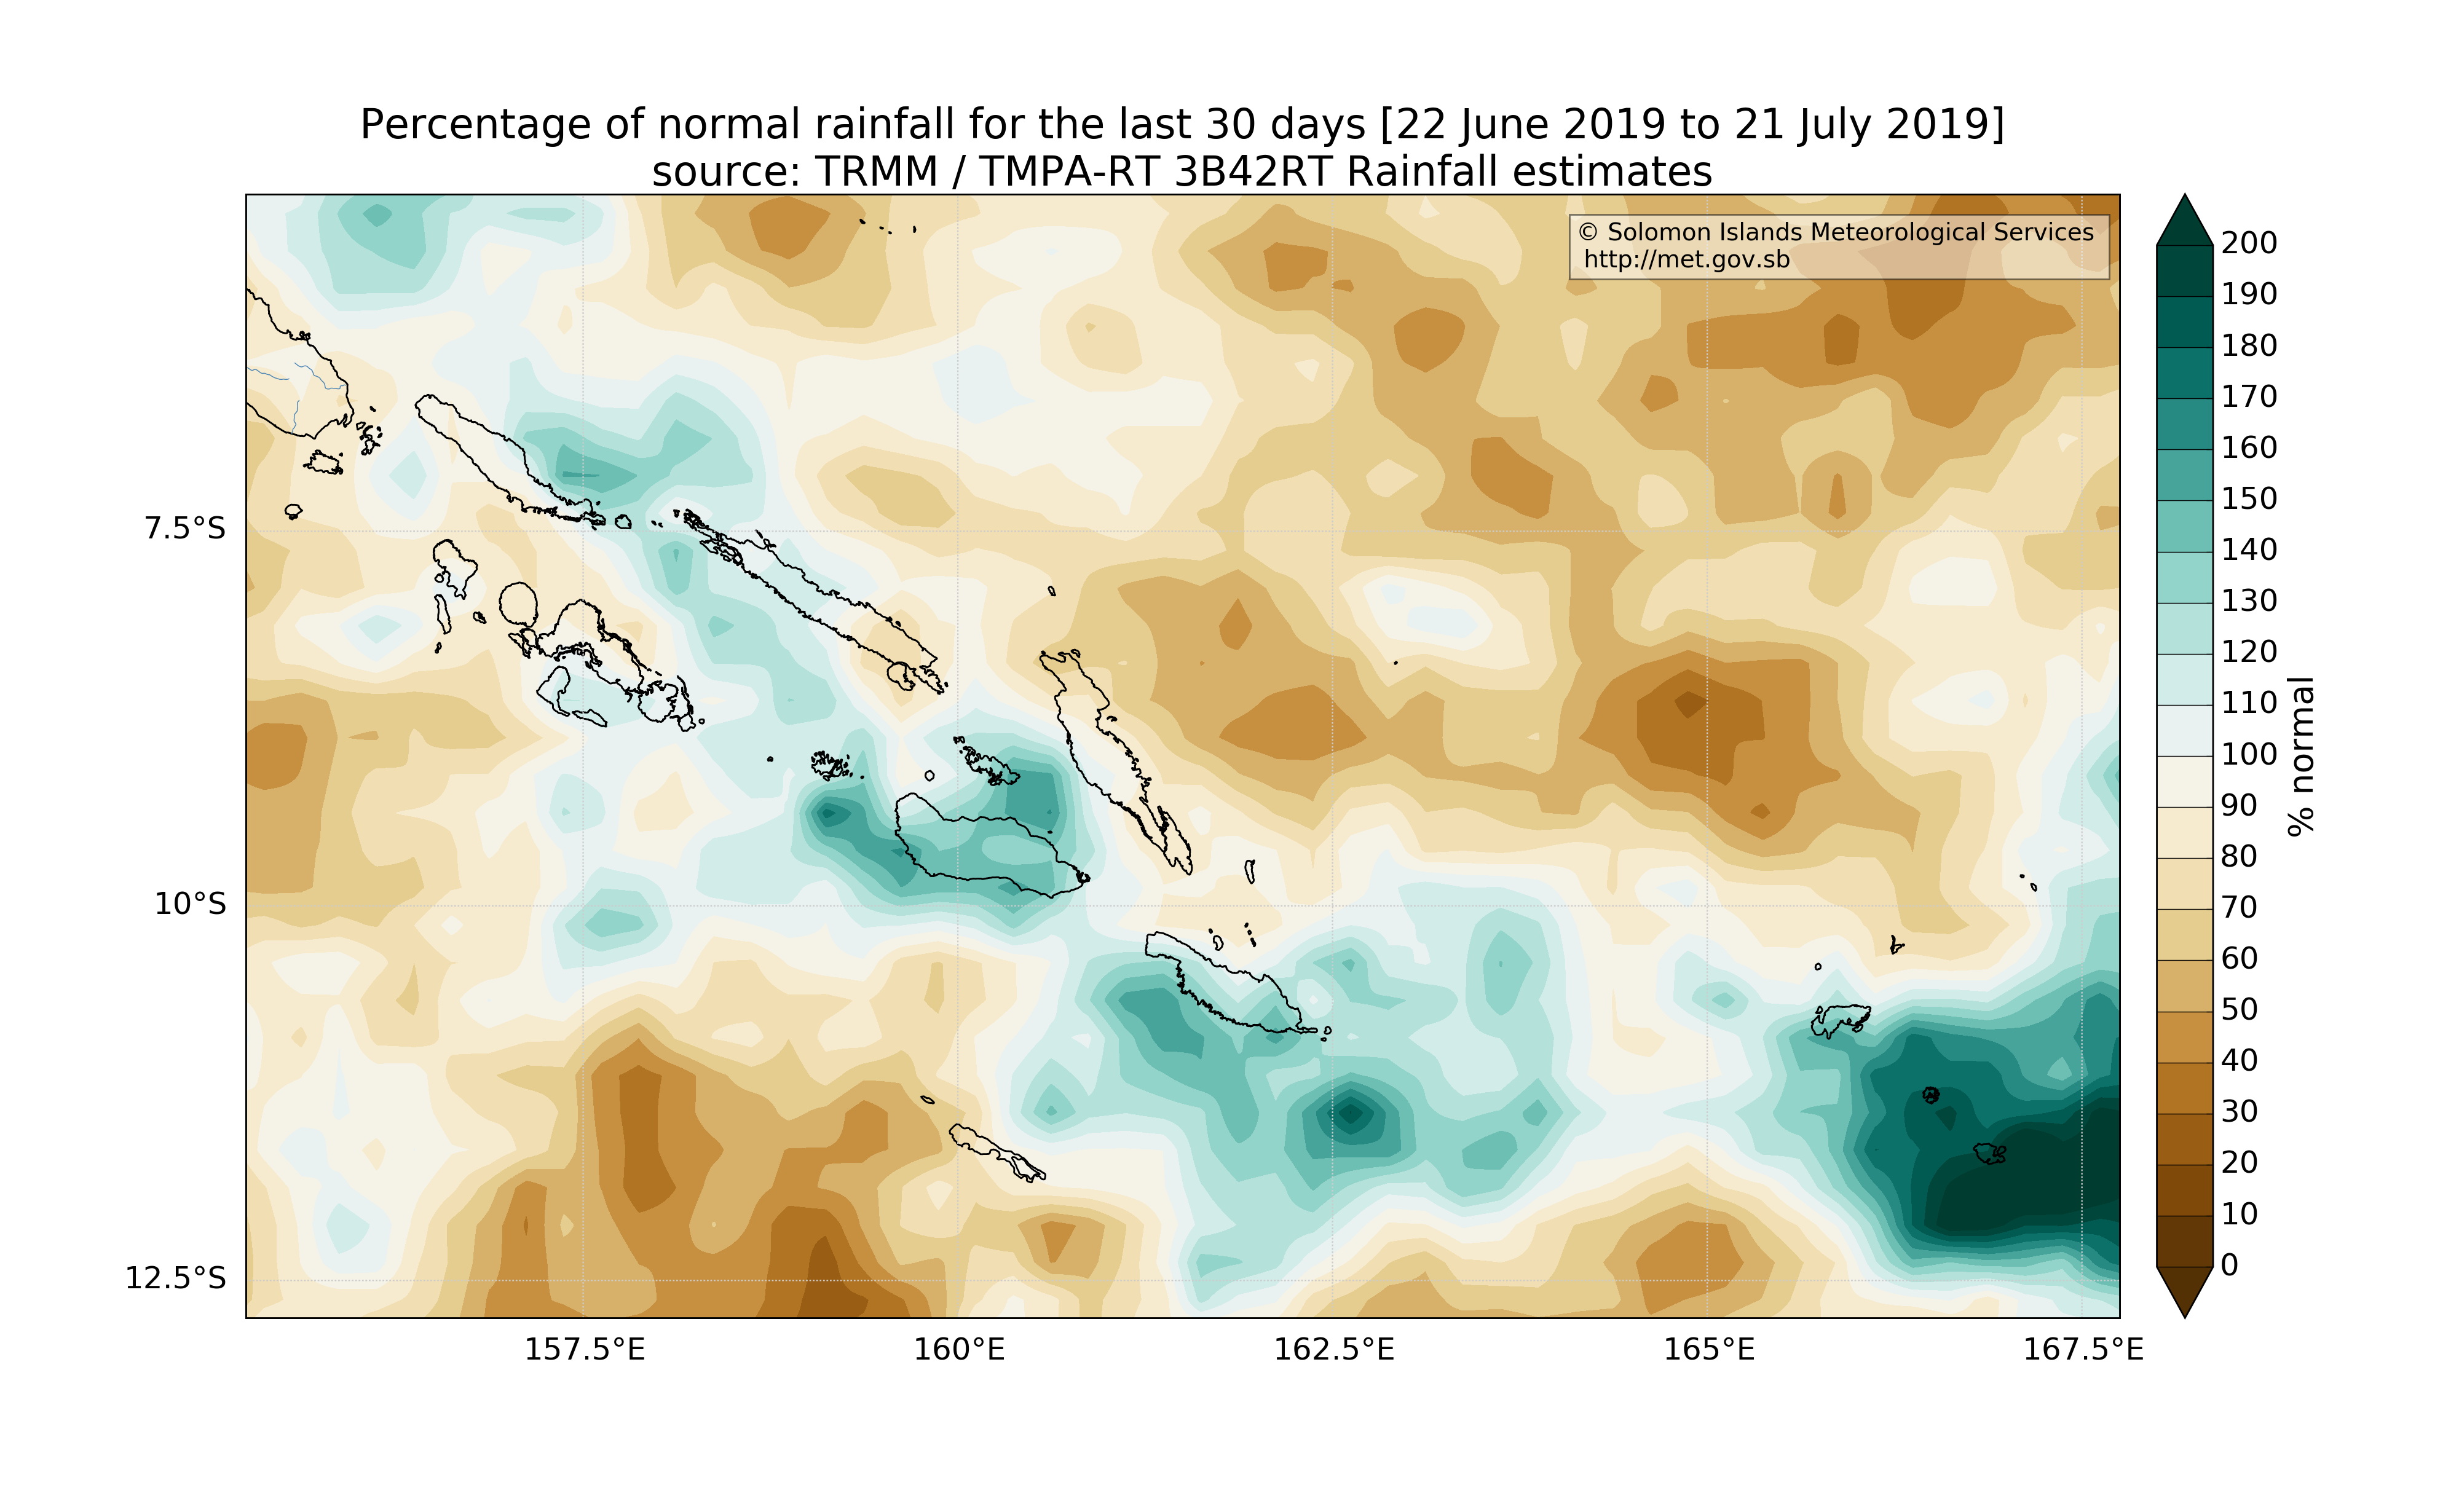 Percentage of normal rainfall for the last 30 days [22 June 2019 to 21 July 2019]
source: TRMM / TMPA-RT 3B42RT Rainfall estimates
© Solomon Islands Meteorological Services
http://met.gov.sb
7.5°S
10°S
12.5°S
157.5°E
160°E
162.5°E
165°E
167.5°E
200
190
180
170
160
150
140
130
120
110
100
90
80
70
60
50
40
30
20
10
0
% normal